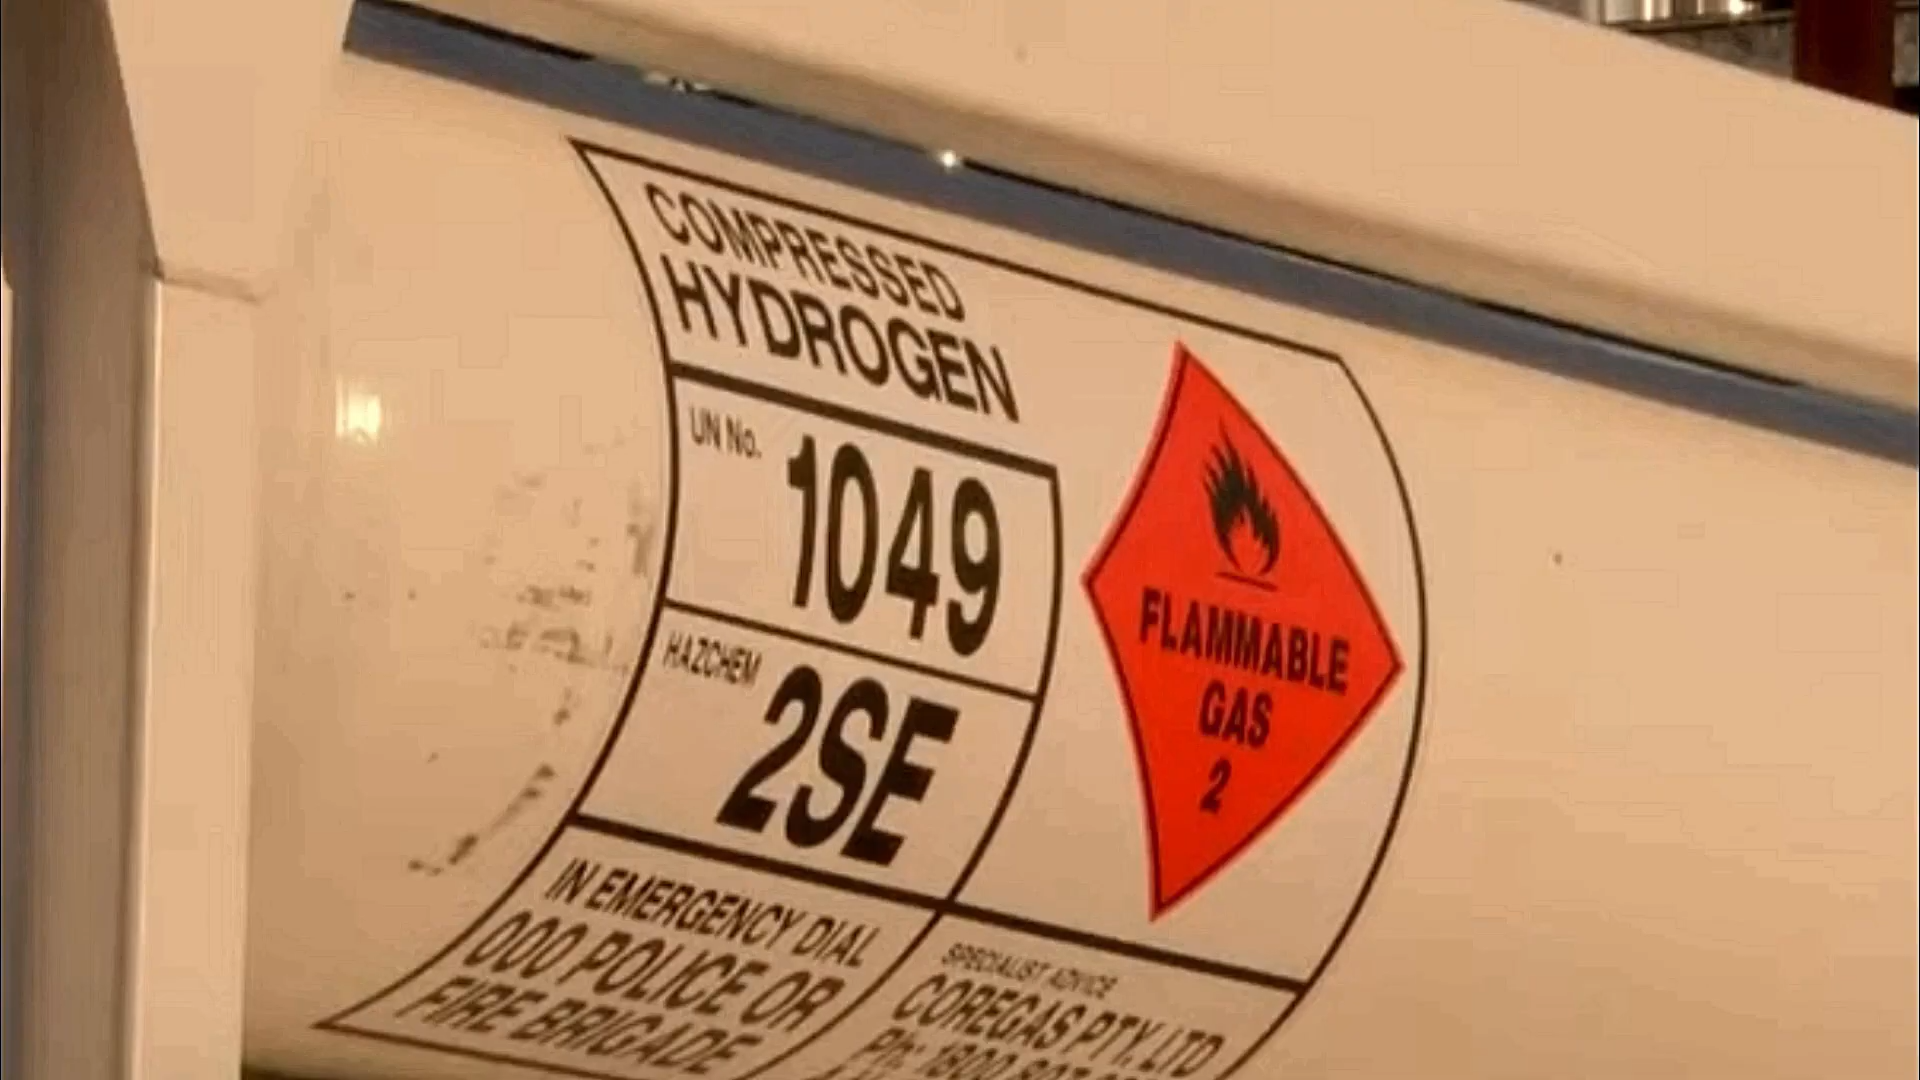 COMPRESSED
HYDROGEN
UN No.
1049
HAZCHEM
2SE
FLAMMABLE
GAS
2
IN EMERGENCY DIAL
000 POLICE OR
FIRE BRIGADE
SPECIALIST ADVICE
COREGAS PTY. LTD
Ph: 1800